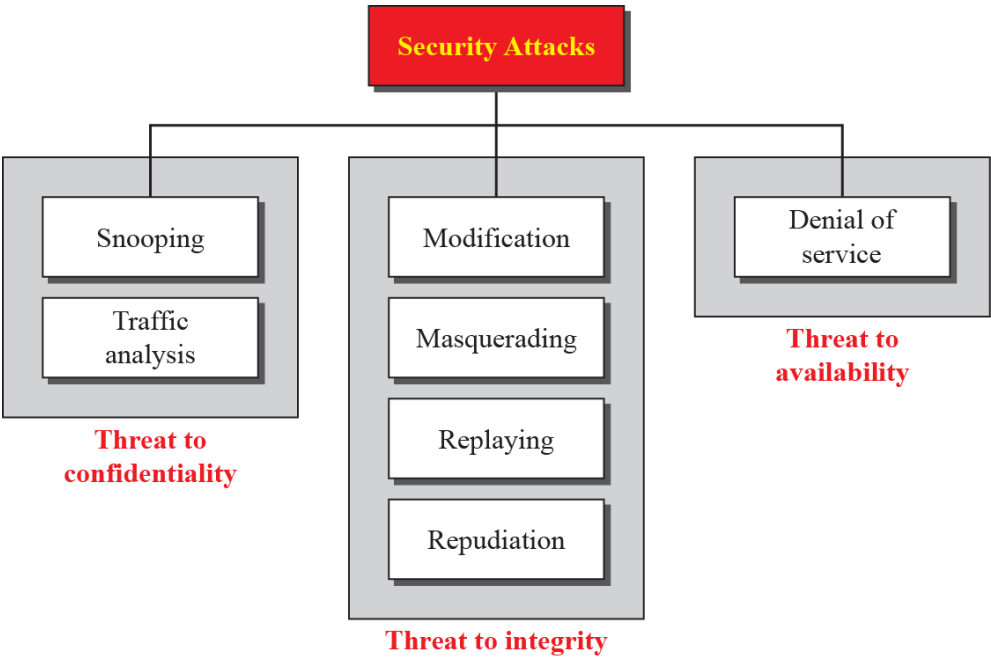 Security Attacks
Snooping
Traffic
analysis
Threat to
confidentiality
Modification
Masquerading
Replaying
Repudiation
Threat to integrity
Denial of
service
Threat to
availability